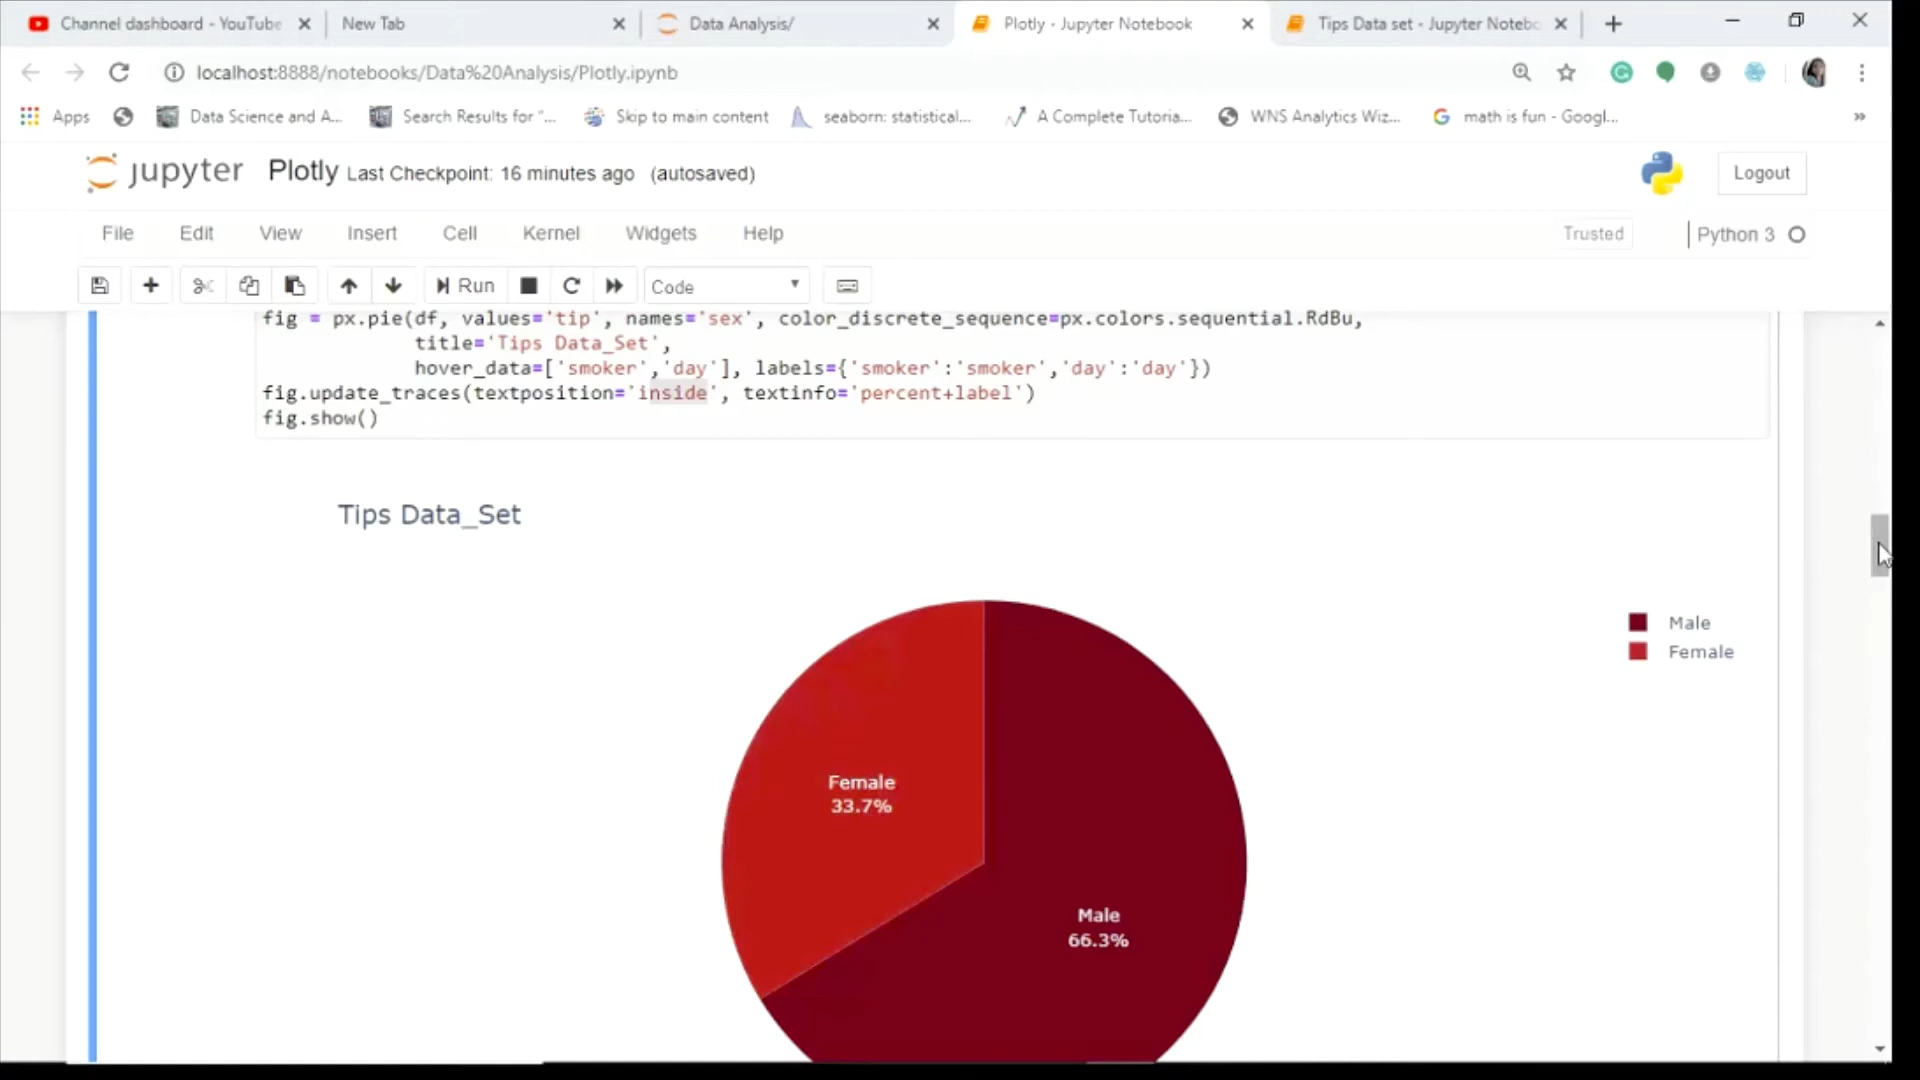 Channel dashboard - YouTube
New Tab
Data Analysis/
Plotly - Jupyter Notebook
Tips Data set - Jupyter Notebo
localhost:8888/notebooks/Data%20Analysis/Plotly.ipynb
Apps
Data Science and A...
Search Results for "...
Skip to main content
seaborn: statistical...
A Complete Tutoria...
WNS Analytics Wiz...
math is fun - Googl...
»
jupyter Plotly Last Checkpoint: 16 minutes ago (autosaved)
Logout
File Edit View Insert Cell Kernel Widgets Help
Trusted
Python 3
Run
Code
fig = px.pie(df, values='tip', names='sex', color_discrete_sequence=px.colors.sequential.RdBu,
title='Tips Data_Set',
hover_data=['smoker','day'], labels={'smoker':'smoker','day':'day'})
fig.update_traces(textposition='inside', textinfo='percent+label')
fig.show()
Tips Data_Set
Male
Female
Female
33.7%
Male
66.3%